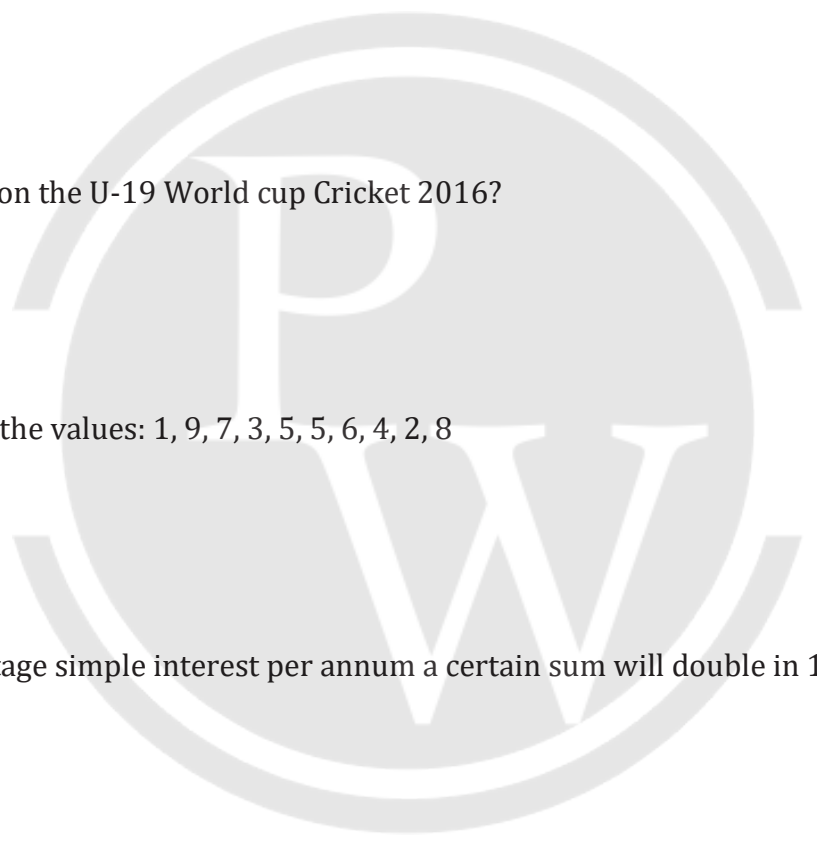 on the U-19 World cup Cricket 2016?
the values: 1, 9, 7, 3, 5, 5, 6, 4, 2, 8
tage simple interest per annum a certain sum will double in 1
P
W